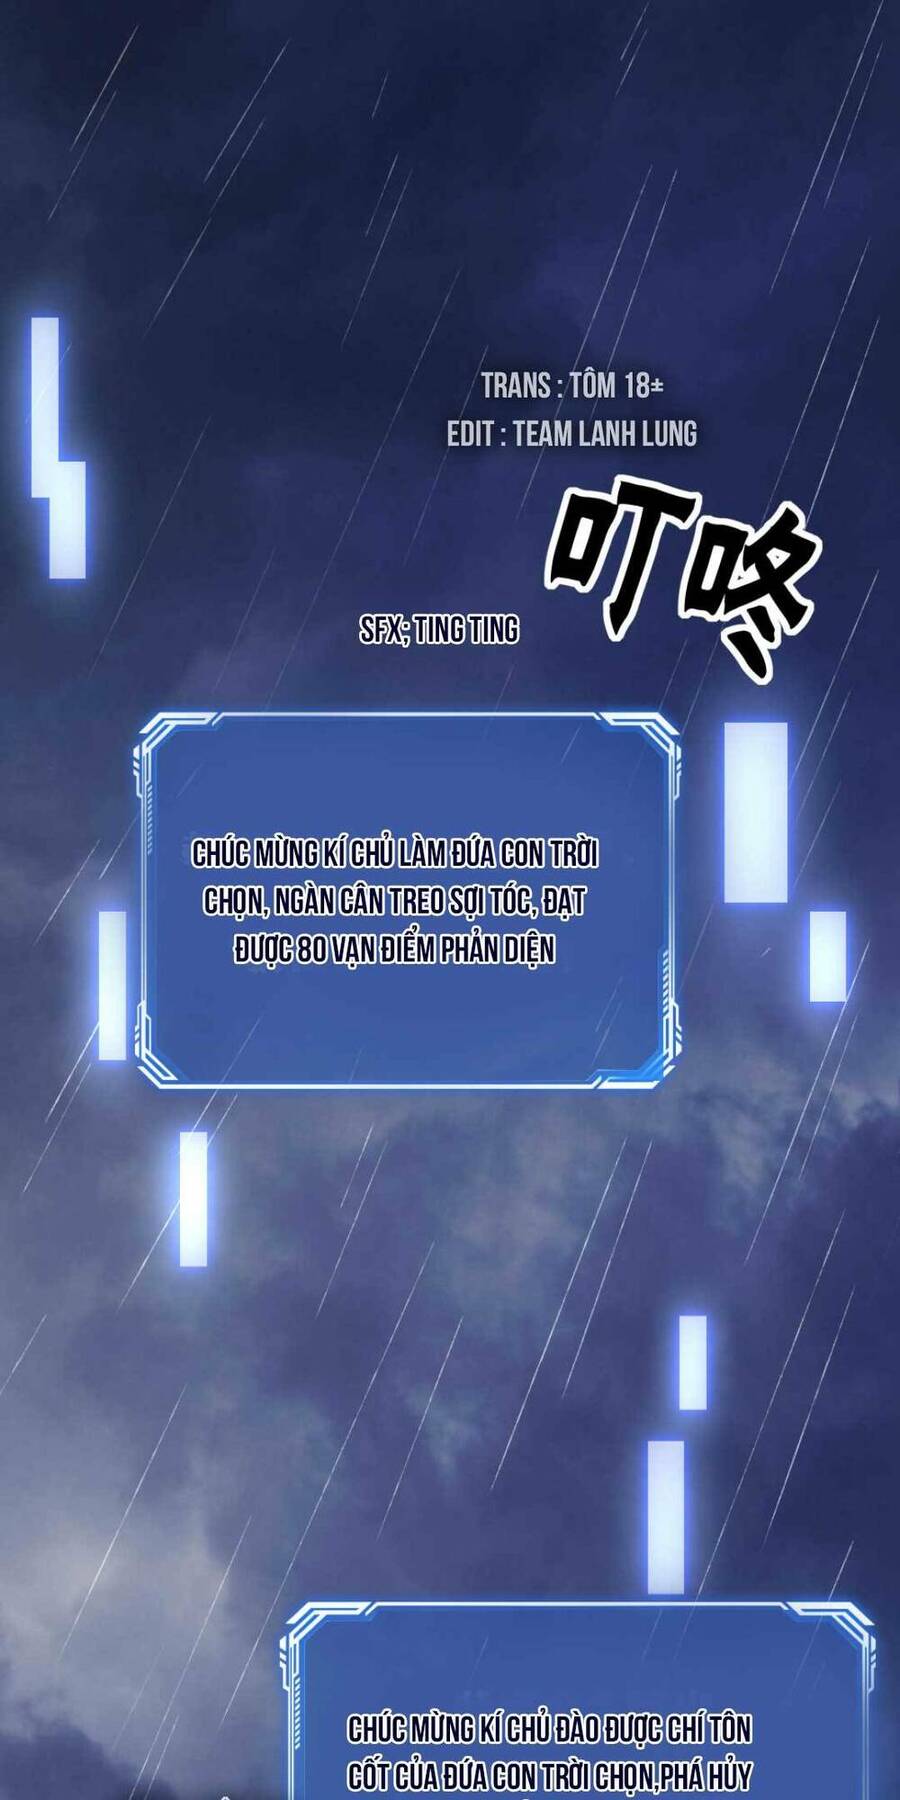 TRANS : TÔM 18+
EDIT : TEAM LANH LUNG
叮咚
SFX; TING TING
CHÚC MỪNG KÍ CHỦ LÀM ĐỨA CON TRỜI
CHỌN, NGÀN CÂN TREO SỢI TÓC, ĐẠT
ĐƯỢC 80 VẠN ĐIỂM PHẢN DIỆN
CHÚC MỪNG KÍ CHỦ ĐÀO ĐƯỢC CHÍ TÔN
CỐT CỦA ĐỨA CON TRỜI CHỌN,PHÁ HỦY